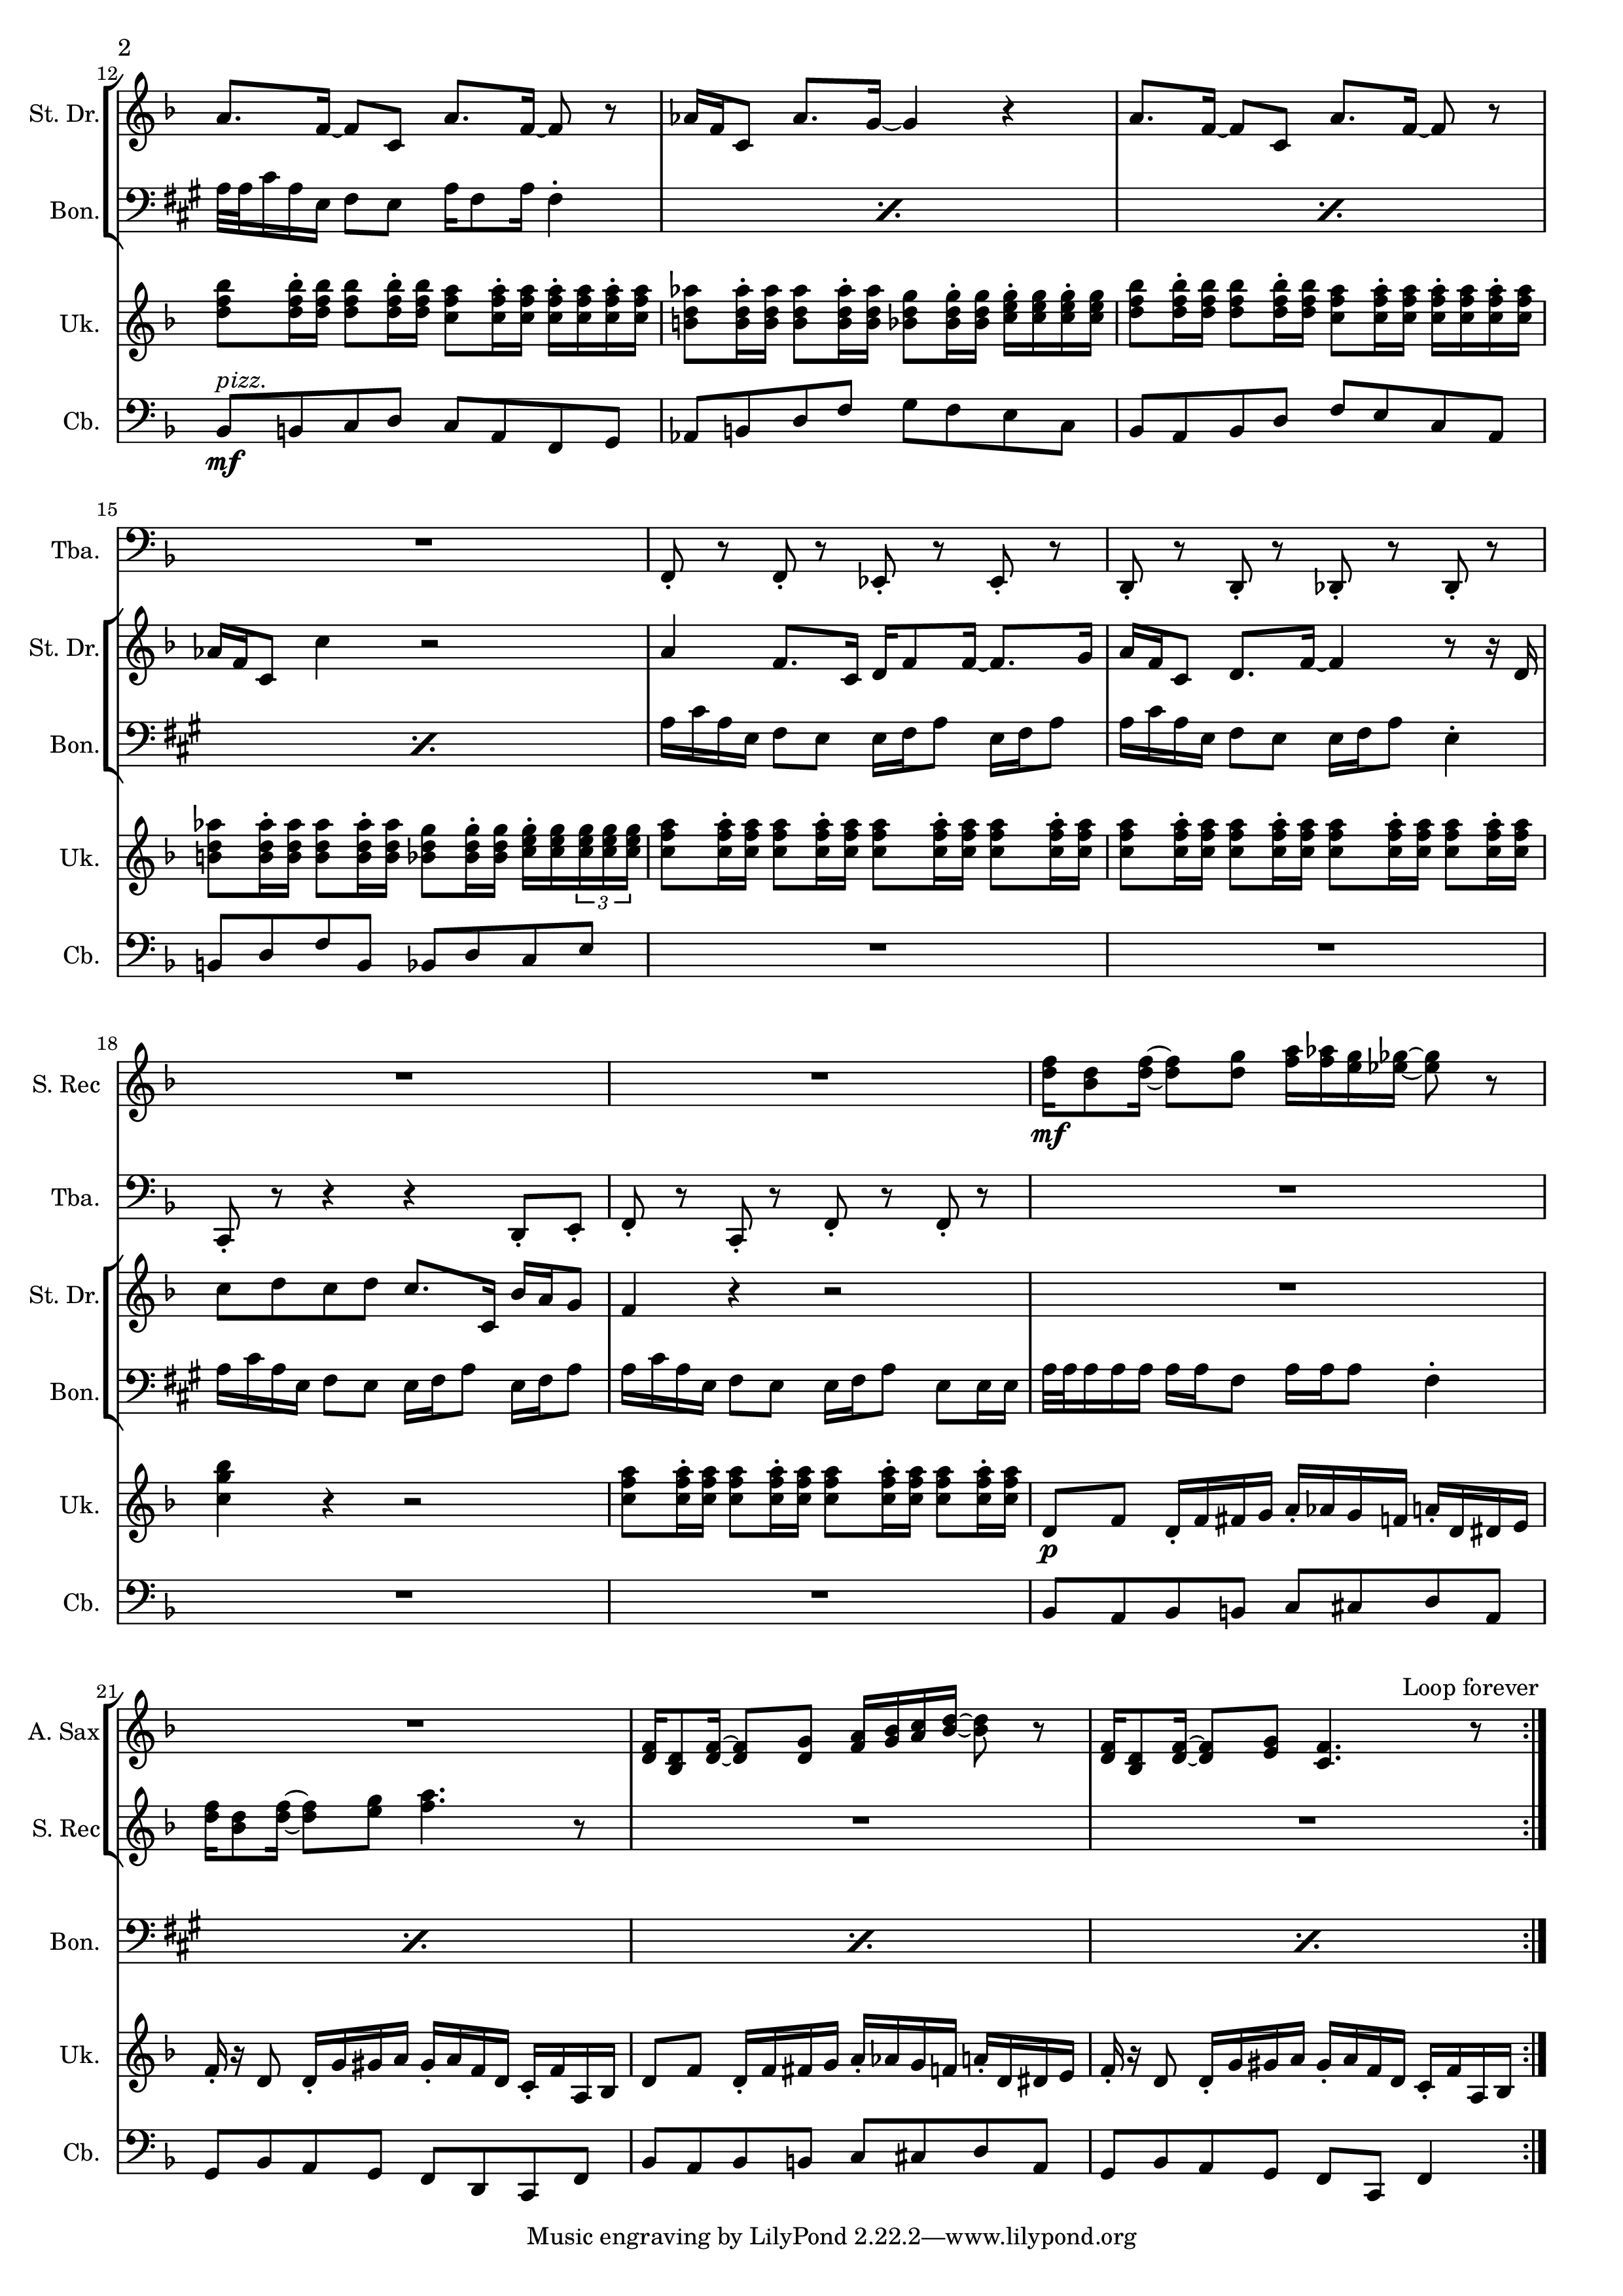 2
12
St. Dr.
Bon.
Uk.
pizz.
Cb.
mf
15
Tba.
St. Dr.
Bon.
Uk.
3
Cb.
18
S. Rec
mf
Tba.
St. Dr.
Bon.
Uk.
p
Cb.
Loop forever
21
A. Sax
S. Rec
Bon.
Uk.
Cb.
Music engraving by LilyPond 2.22.2—www.lilypond.org